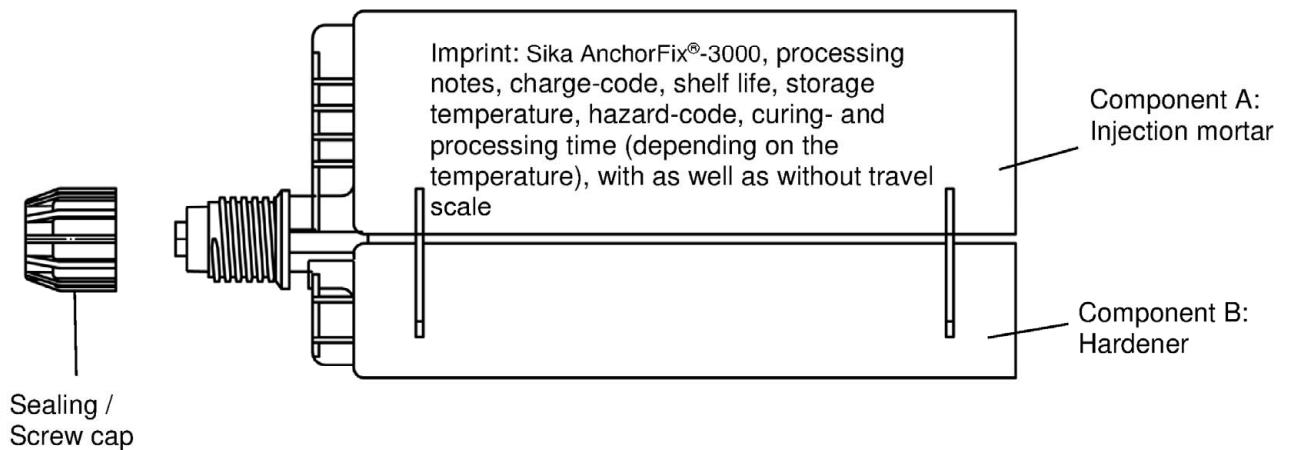 Imprint: Sika AnchorFix®-3000, processing
notes, charge-code, shelf life, storage
temperature, hazard-code, curing- and
processing time (depending on the
temperature), with as well as without travel
scale
Component A:
Injection mortar
Component B:
Hardener
Sealing /
Screw cap